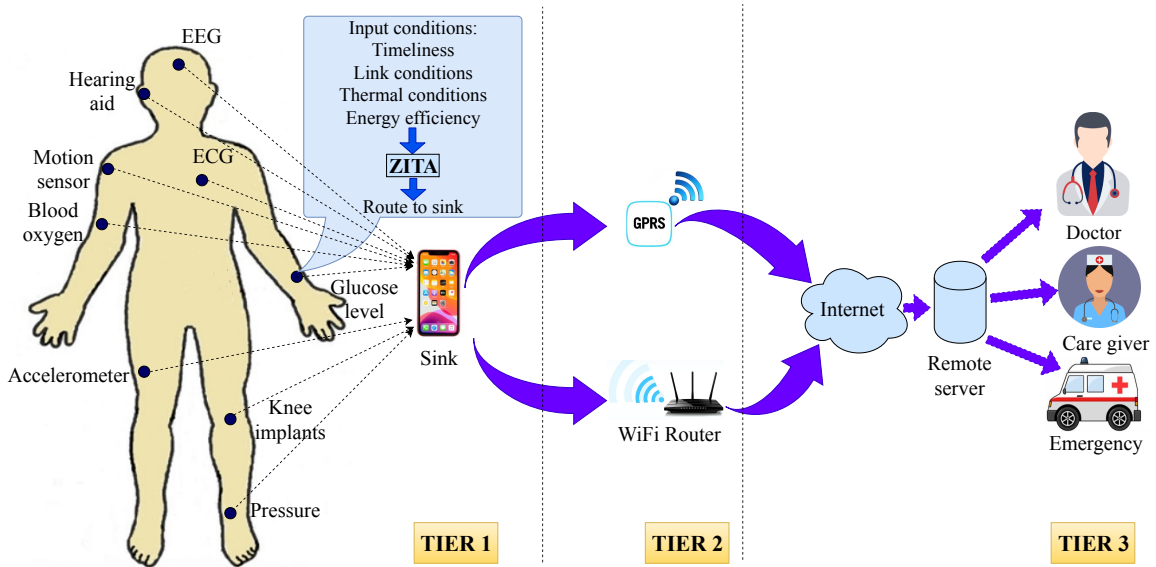 EEG
Hearing
aid
Motion
sensor
ECG
Blood
oxygen
Glucose
level
Accelerometer
Knee
implants
Pressure
Input conditions:
Timeliness
Link conditions
Thermal conditions
Energy efficiency
ZITA
Route to sink
Sink
TIER 1
GPRS
WiFi Router
TIER 2
Internet
Remote
server
Doctor
Care giver
Emergency
TIER 3